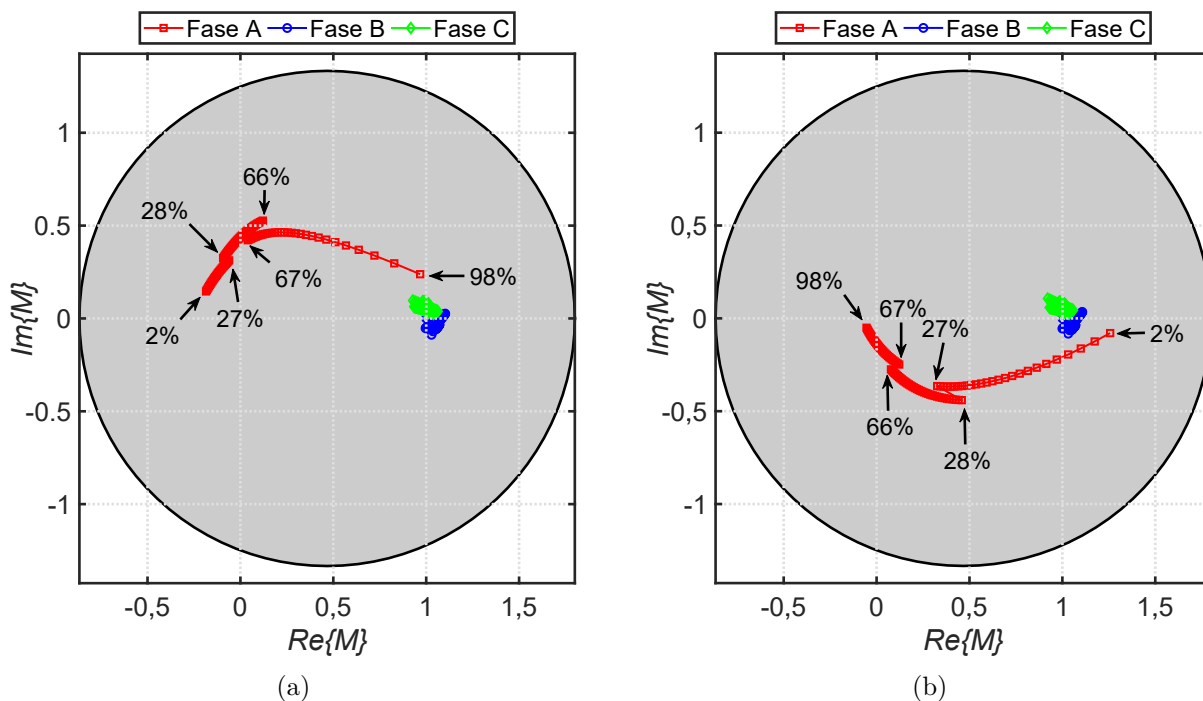 Fase A Fase B Fase C
1
0,5
0
-0,5
-1
-0,5 0 0,5 1 1,5
Im{M}
Re{M}
66%
28%
67%
98%
2%
27%
(a)
Fase A Fase B Fase C
1
0,5
0
-0,5
-1
-0,5 0 0,5 1 1,5
Im{M}
Re{M}
98%
67%
27%
2%
66%
28%
(b)